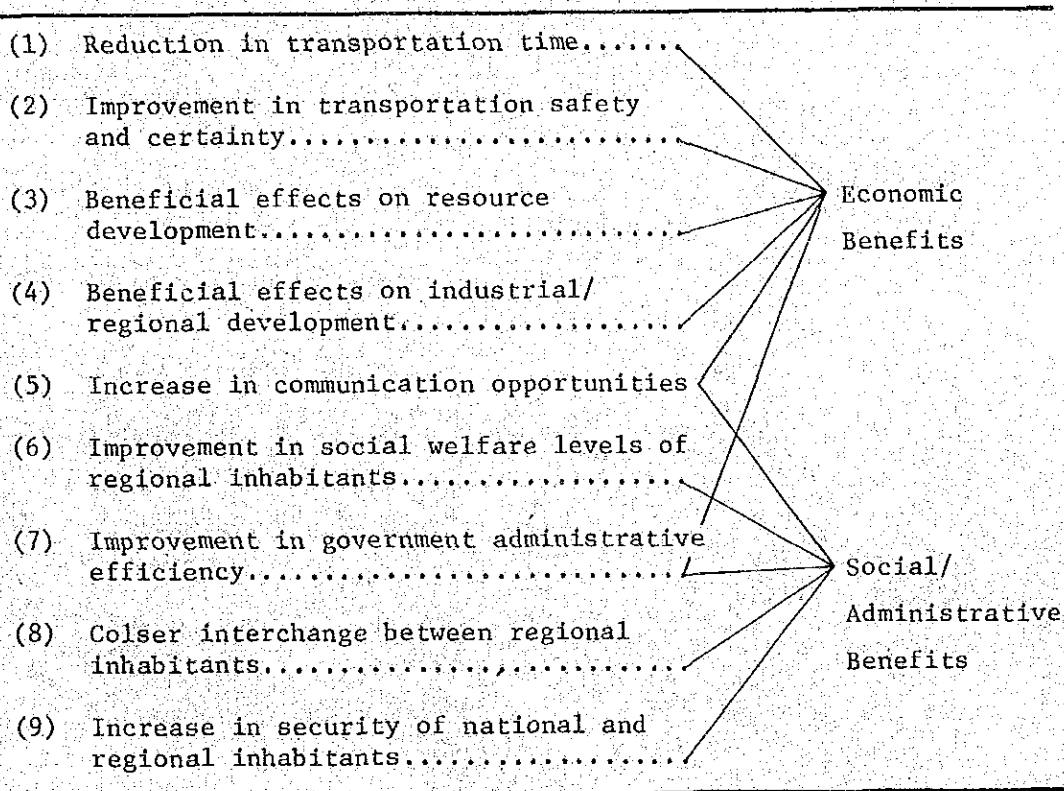 (1) Reduction in transportation time.......
(2) Improvement in transportation safety
and certainty..........................
(3) Beneficial effects on resource
development............................
Economic
Benefits
(4) Beneficial effects on industrial/
regional development...................
(5) Increase in communication opportunities
(6) Improvement in social welfare levels of
regional inhabitants...................
(7) Improvement in government administrative
efficiency.............................
(8) Colser interchange between regional
inhabitants............................
Social/
Administrative
Benefits
(9) Increase in security of national and
regional inhabitants...................